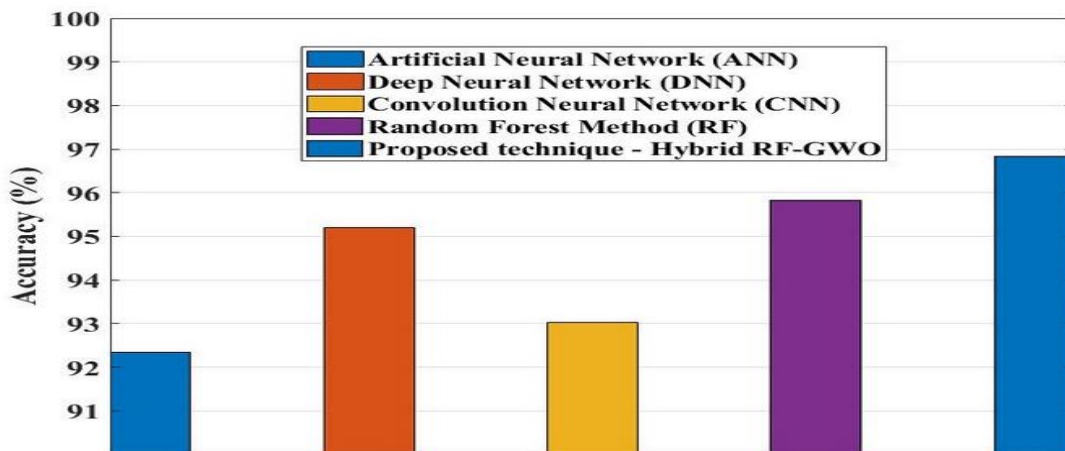 100
99
98
97
96
95
94
93
92
91
Accuracy (%)
Artificial Neural Network (ANN)
Deep Neural Network (DNN)
Convolution Neural Network (CNN)
Random Forest Method (RF)
Proposed technique - Hybrid RF-GWO